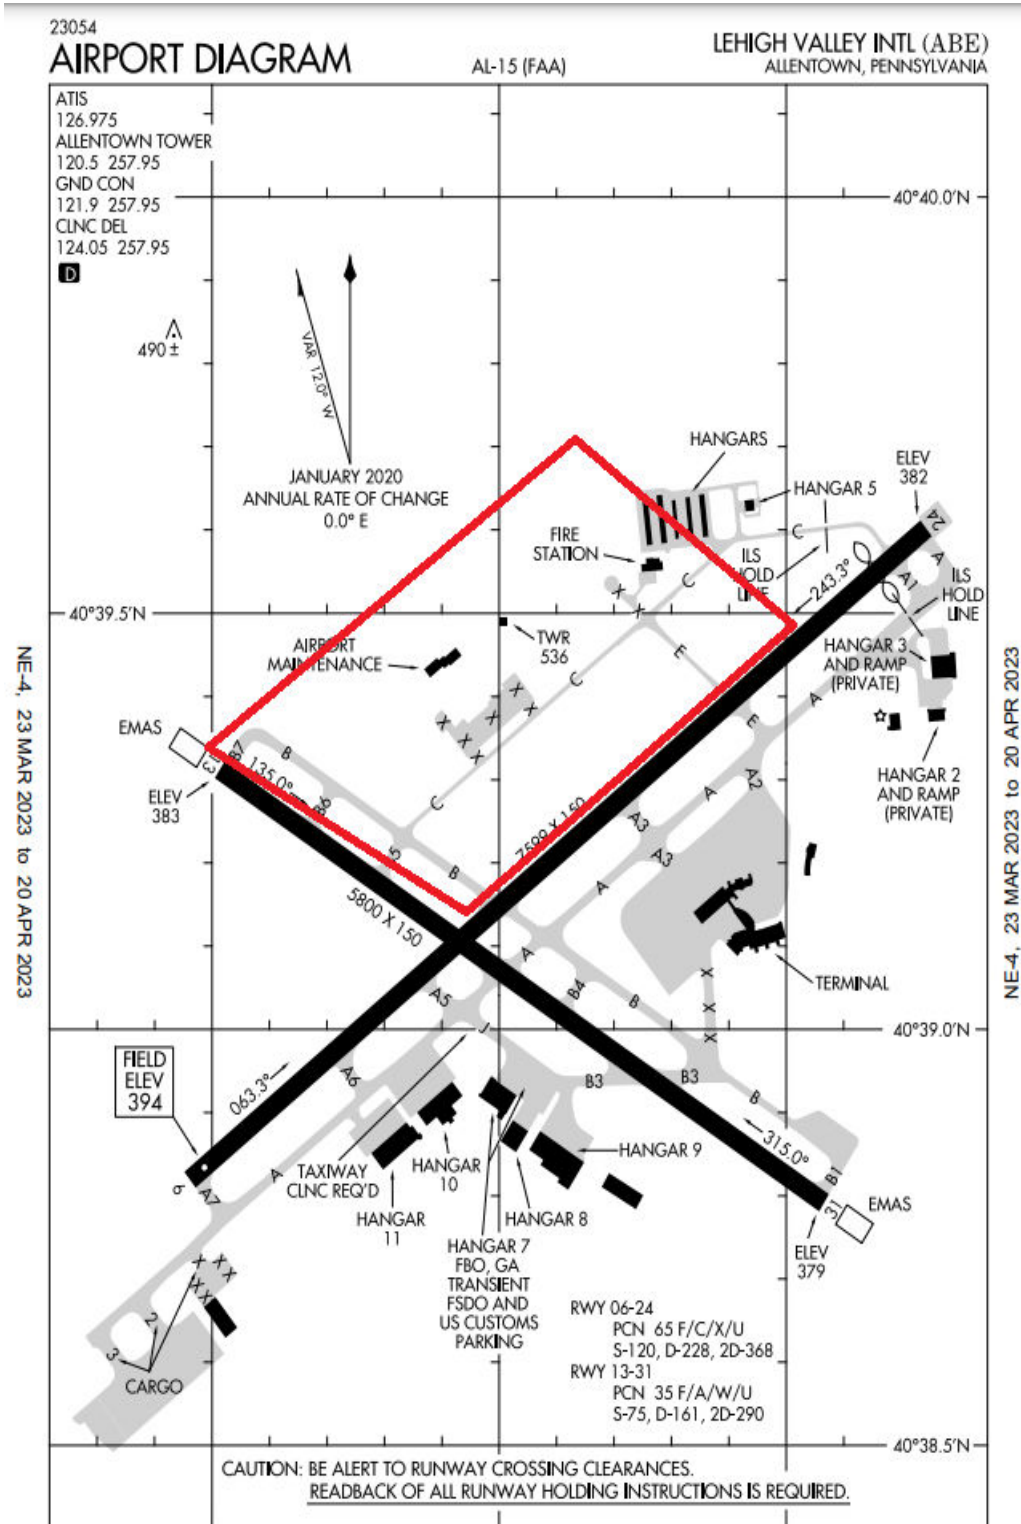 23054
AIRPORT DIAGRAM
AL-15 (FAA)
LEHIGH VALLEY INTL (ABE)
ALLENTOWN, PENNSYLVANIA
ATIS
126.975
ALLENTOWN TOWER
120.5 257.95
GND CON
121.9 257.95
CLNC DEL
124.05 257.95
D
40°40.0'N
490 ±
VAR 12.0° W
JANUARY 2020
ANNUAL RATE OF CHANGE
0.0° E
HANGARS
HANGAR 5
ELEV
382
24
FIRE
STATION
C
ILS
HOLD
LINE
243.3°
A
A1
ILS
HOLD
LINE
C
X
X
X
40°39.5'N
TWR
536
AIRPORT
MAINTENANCE
E
C
HANGAR 3
AND RAMP
(PRIVATE)
A
X
X
X
X
X
X
E
EMAS
13
B7
B
135.0°
B6
ELEV
383
C
A2
A
HANGAR 2
AND RAMP
(PRIVATE)
A3
A3
7599 X 150
5
B
A
5800 X 150
A
B4
B
X
X
X
TERMINAL
A5
J
40°39.0'N
FIELD
ELEV
394
063.3°
A6
B3
B3
B
315.0°
HANGAR 9
B1
31
EMAS
6
A7
A
TAXIWAY
CLNC REQ'D
HANGAR
10
HANGAR
11
HANGAR 8
HANGAR 7
FBO, GA
TRANSIENT
FSDO AND
US CUSTOMS
PARKING
ELEV
379
X
X
X
X
X
2
3
CARGO
RWY 06-24
PCN 65 F/C/X/U
S-120, D-228, 2D-368
RWY 13-31
PCN 35 F/A/W/U
S-75, D-161, 2D-290
40°38.5'N
CAUTION: BE ALERT TO RUNWAY CROSSING CLEARANCES.
READBACK OF ALL RUNWAY HOLDING INSTRUCTIONS IS REQUIRED.
NE-4, 23 MAR 2023 to 20 APR 2023
NE-4, 23 MAR 2023 to 20 APR 2023